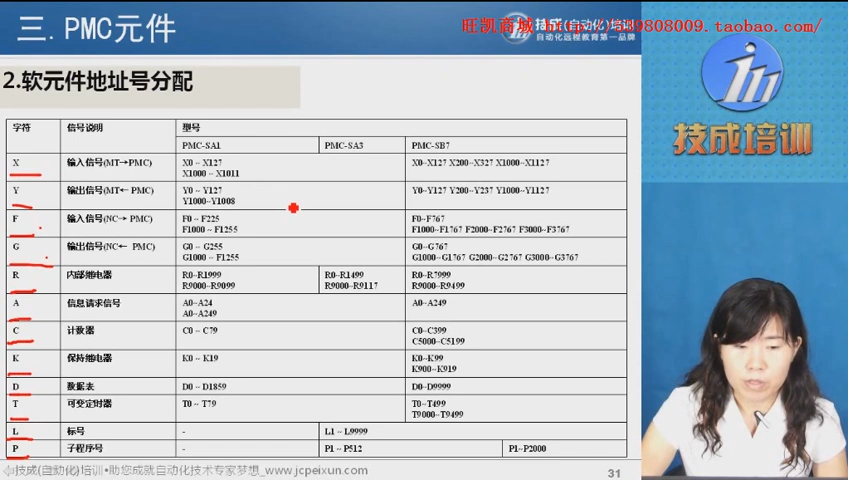 三. PMC元件
旺凯商城 http://539808009.taobao.com/
技成(自动化)培训
自动化远程教育第一品牌
技成培训
2.软元件地址号分配
字符 信号说明 型号
PMC-SA1 PMC-SA3 PMC-SB7
X 输入信号(MT→PMC) X0 ~ X127 X0~X127 X200~X327 X1000~X1127
X1000 ~ X1011
Y 输出信号(MT← PMC) Y0 ~ Y127 Y0~Y127 Y200~Y237 Y1000~Y1127
Y1000~Y1008
F 输入信号(NC→ PMC) F0 ~ F225 F0~F767
F1000 ~ F1255 F1000~F1767 F2000~F2767 F3000~F3767
G 输出信号(NC← PMC) G0 ~ G255 G0~G767
G1000 ~ F1255 G1000~G1767 G2000~G2767 G3000~G3767
R 内部继电器 R0~R1999 R0~R1499 R0~R7999
R9000~R9099 R9000~R9117 R9000~R9499
A 信息请求信号 A0~A24 A0~A249
A0~A249
C 计数器 C0 ~ C79 C0~C399
C5000~C5199
K 保持继电器 K0 ~ K19 K0~K99
K900~K919
D 数据表 D0 ~ D1859 D0~D9999
T 可变定时器 T0 ~ T79 T0~T499
T9000~T9499
L 标号 - L1 ~ L9999
P 子程序号 - P1 ~ P512 P1~P2000
技成(自动化)培训•助您成就自动化技术专家梦想_www.jcpeixun.com
31